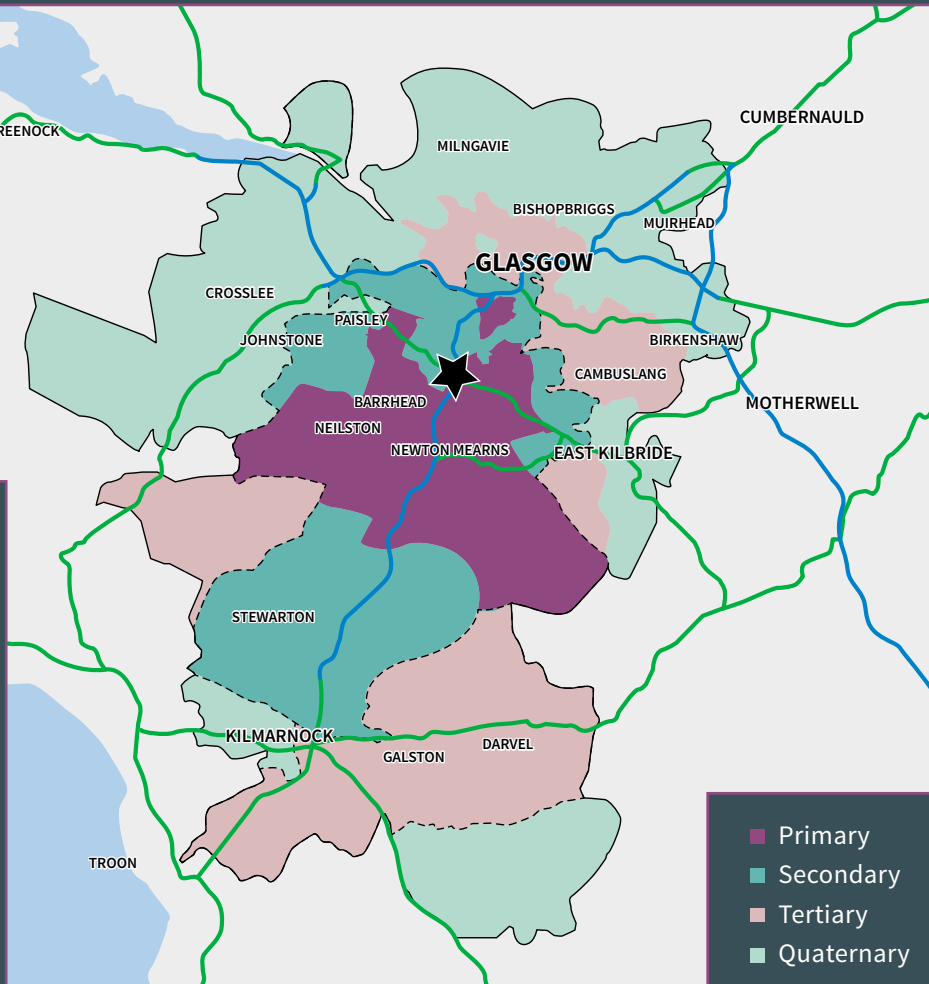 CUMBERNAULD
REENOCK
MILNGAVIE
BISHOPBRIGGS
MUIRHEAD
GLASGOW
CROSSLEE
PAISLEY
JOHNSTONE
BIRKENSHAW
CAMBUSLANG
BARRHEAD
MOTHERWELL
NEILSTON
NEWTON MEARNS
EAST KILBRIDE
STEWARTON
KILMARNOCK
DARVEL
GALSTON
TROON
Primary
Secondary
Tertiary
Quaternary